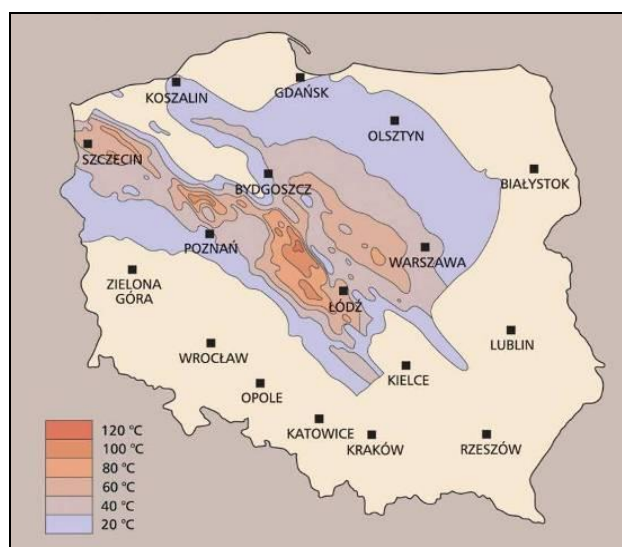 KOSZALIN
GDAŃSK
OLSZTYN
SZCZECIN
BYDGOSZCZ
BIAŁYSTOK
POZNAŃ
WARSZAWA
ZIELONA
GÓRA
ŁÓDŹ
WROCŁAW
LUBLIN
KIELCE
OPOLE
KATOWICE
KRAKÓW
RZESZÓW
120 °C
100 °C
80 °C
60 °C
40 °C
20 °C